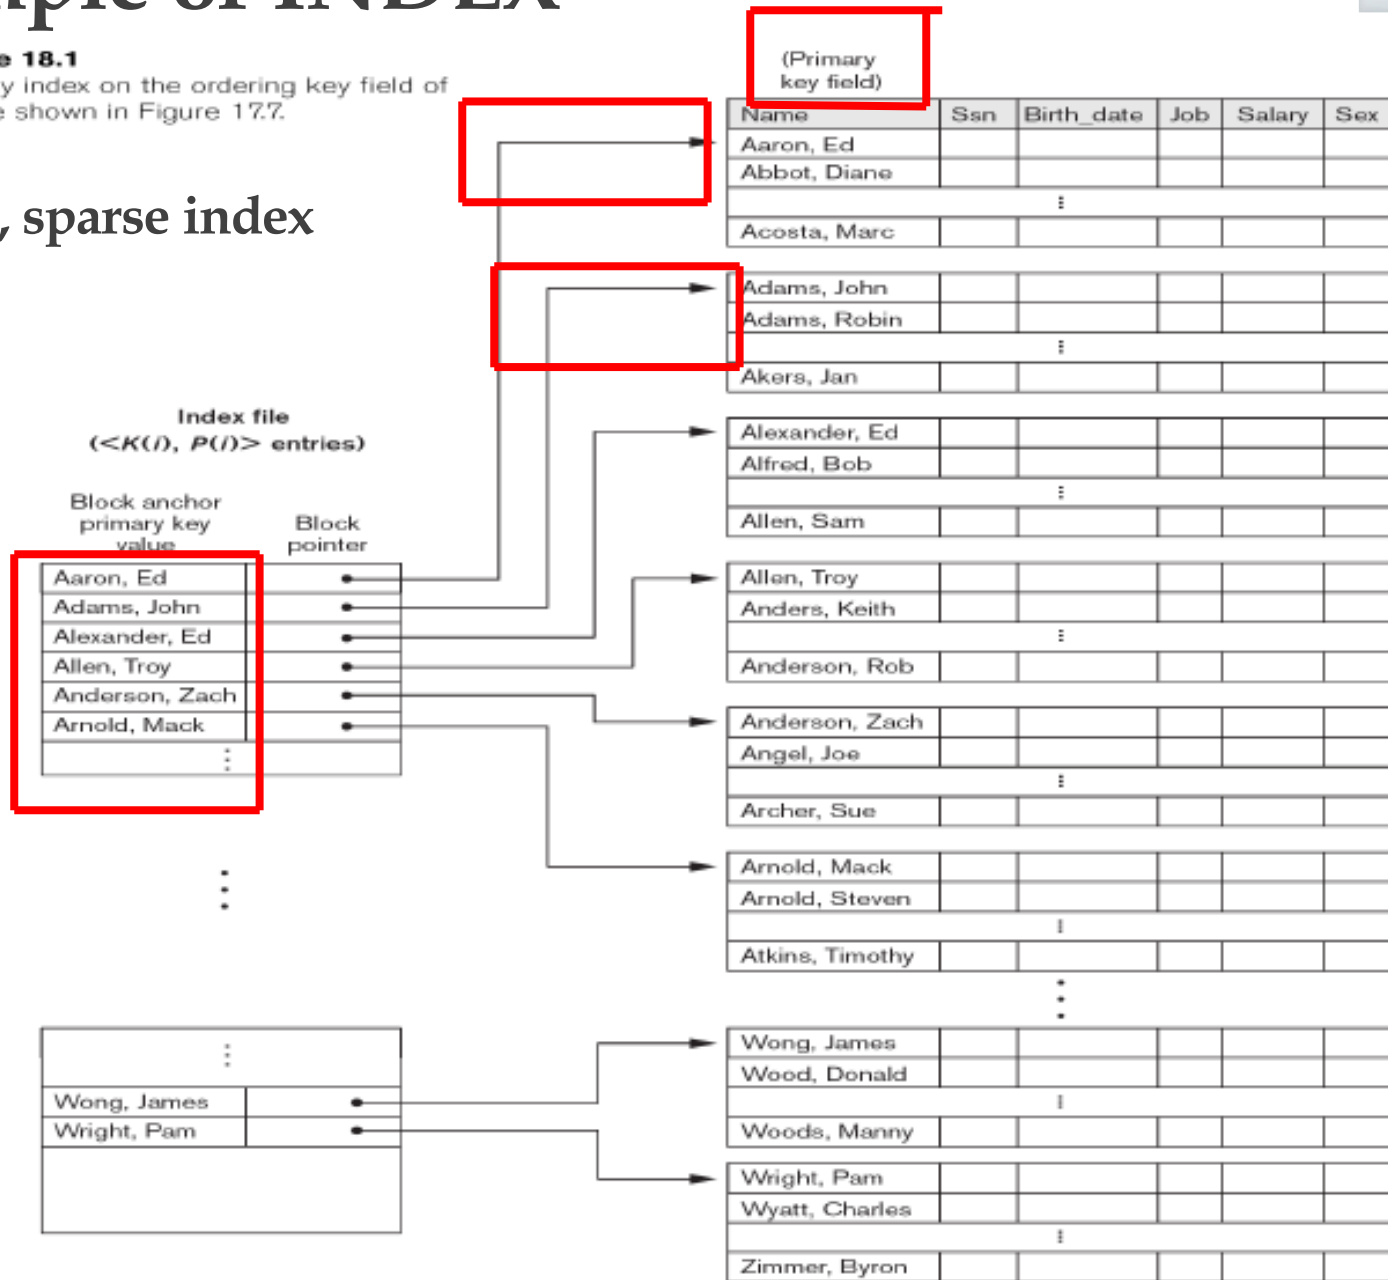 mple of INDEX
e 18.1
y index on the ordering key field of
e shown in Figure 17.7.
, sparse index
(Primary
key field)
Name Ssn Birth_date Job Salary Sex
Aaron, Ed
Abbot, Diane
⋮
Acosta, Marc
Adams, John
Adams, Robin
⋮
Akers, Jan
Alexander, Ed
Alfred, Bob
⋮
Allen, Sam
Allen, Troy
Anders, Keith
⋮
Anderson, Rob
Anderson, Zach
Angel, Joe
⋮
Archer, Sue
Arnold, Mack
Arnold, Steven
⋮
Atkins, Timothy
⋮
Wong, James
Wood, Donald
⋮
Woods, Manny
Wright, Pam
Wyatt, Charles
⋮
Zimmer, Byron
Index file
(<K(i), P(i)> entries)
Block anchor
primary key
value
Block
pointer
Aaron, Ed
Adams, John
Alexander, Ed
Allen, Troy
Anderson, Zach
Arnold, Mack
⋮
⋮
⋮
Wong, James
Wright, Pam